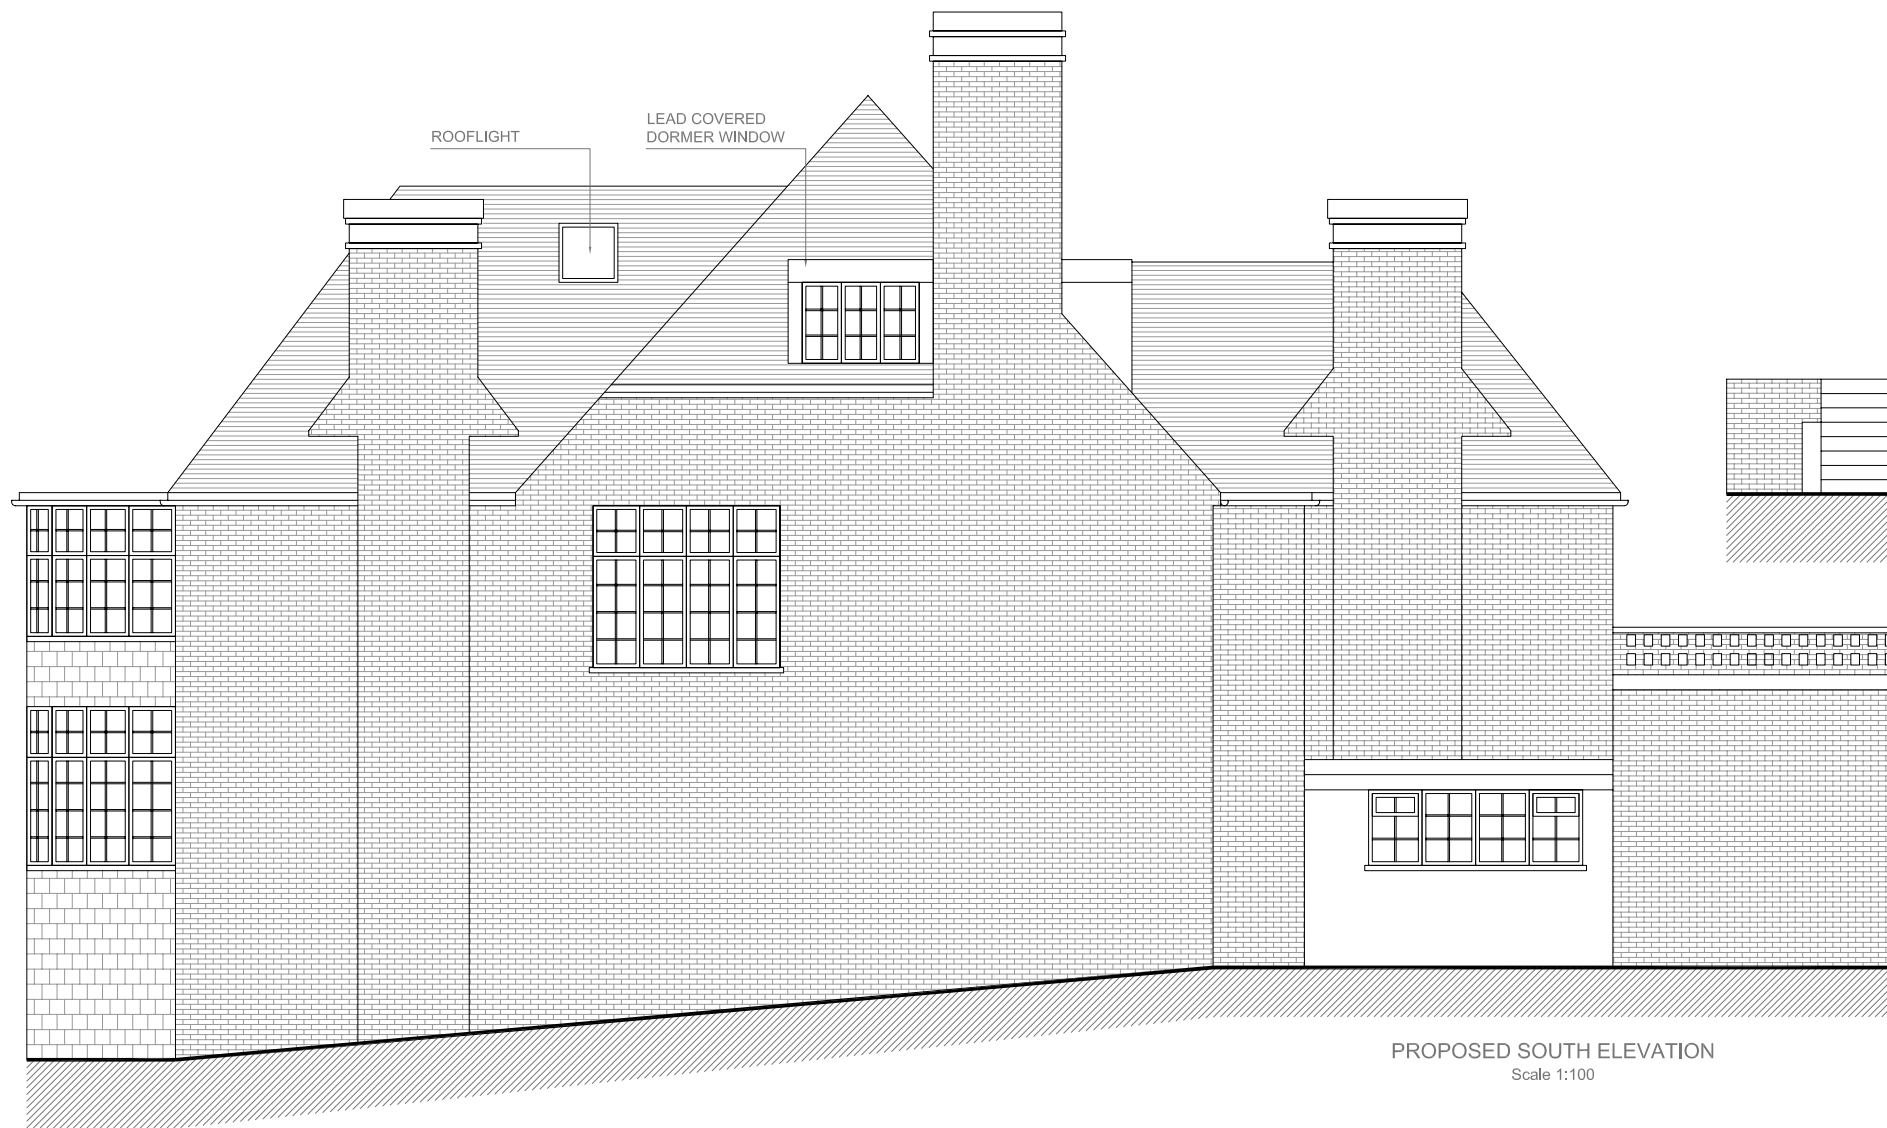 LEAD COVERED
DORMER WINDOW
ROOFLIGHT
PROPOSED SOUTH ELEVATION
Scale 1:100